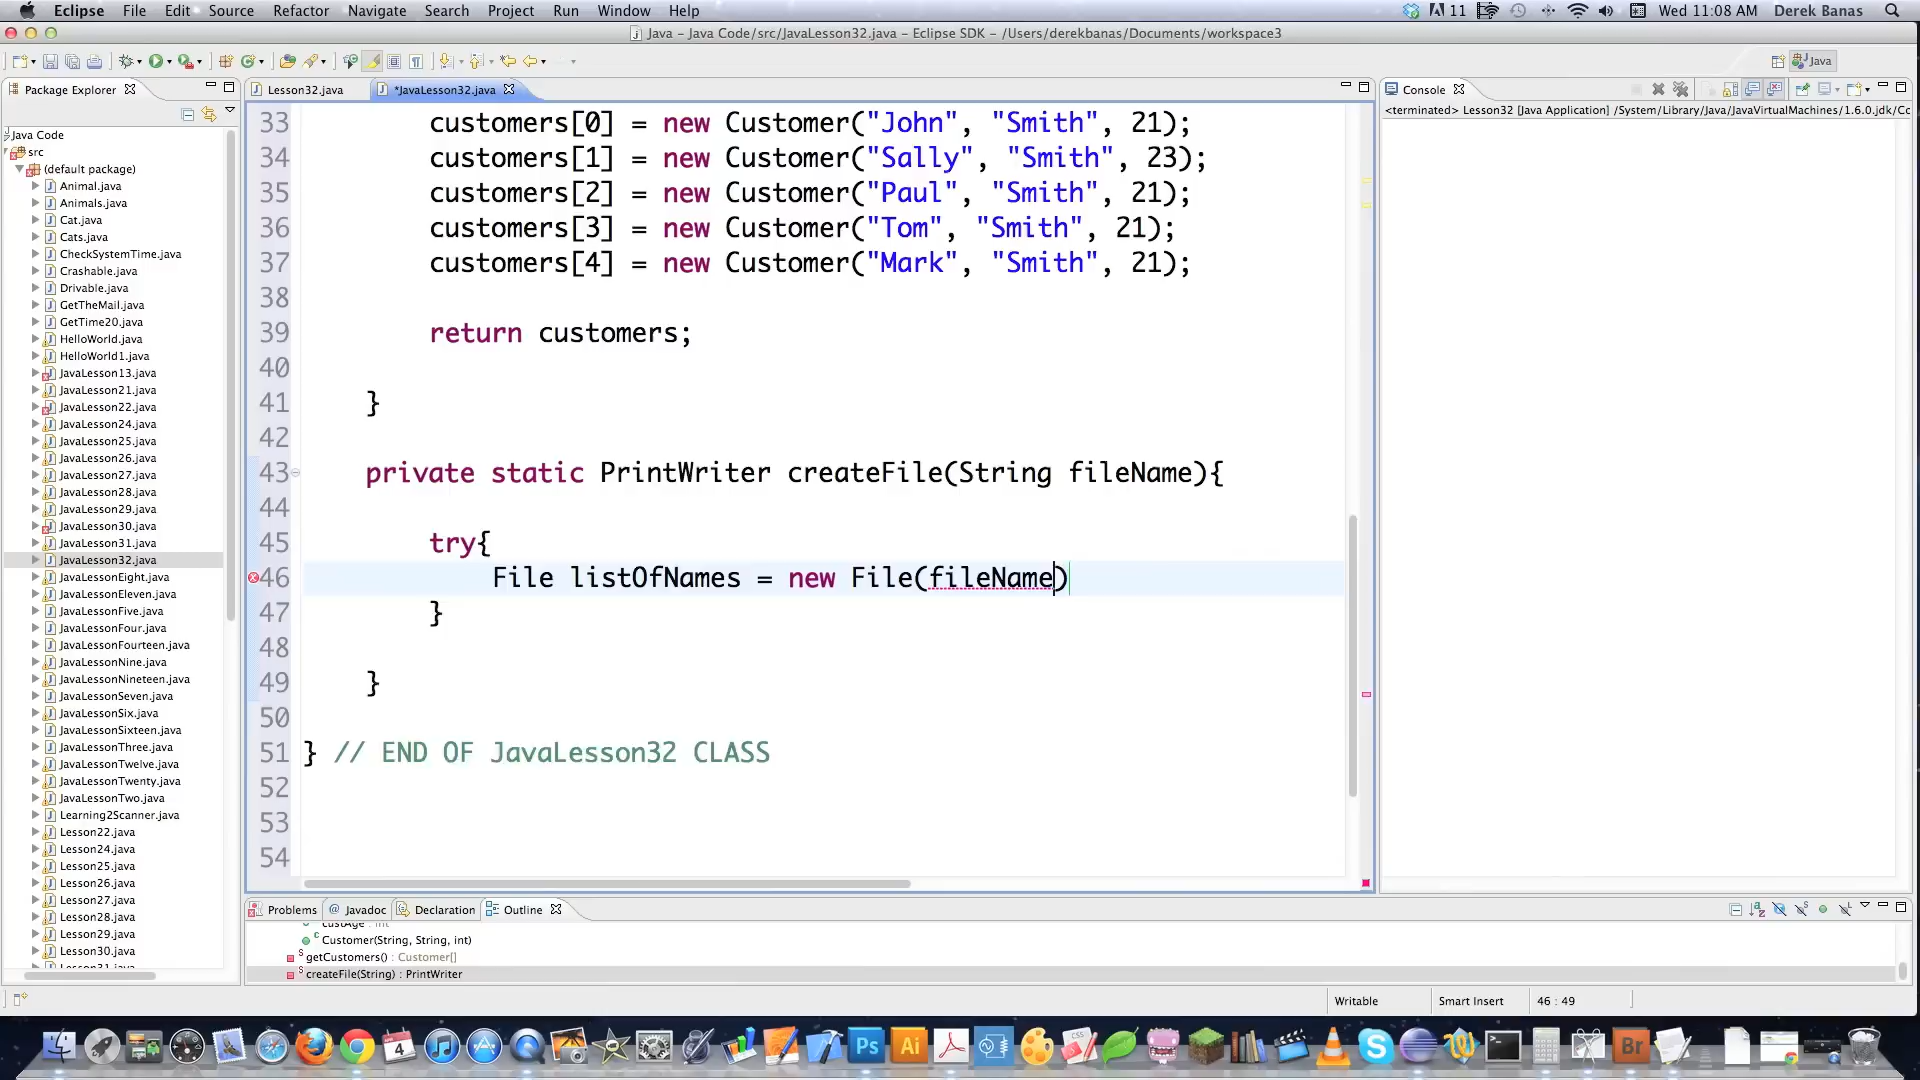 Eclipse File Edit Source Refactor Navigate Search Project Run Window Help 11 Wed 11:08 AM Derek Banas
Java – Java Code/src/JavaLesson32.java – Eclipse SDK – /Users/derekbanas/Documents/workspace3
Java
Package Explorer
Lesson32.java
*JavaLesson32.java
Console
<terminated> Lesson32 [Java Application] /System/Library/Java/JavaVirtualMachines/1.6.0.jdk/Cc
Java Code
src
(default package)
Animal.java
Animals.java
Cat.java
Cats.java
CheckSystemTime.java
Crashable.java
Drivable.java
GetTheMail.java
GetTime20.java
HelloWorld.java
HelloWorld1.java
JavaLesson13.java
JavaLesson21.java
JavaLesson22.java
JavaLesson24.java
JavaLesson25.java
JavaLesson26.java
JavaLesson27.java
JavaLesson28.java
JavaLesson29.java
JavaLesson30.java
JavaLesson31.java
JavaLesson32.java
JavaLessonEight.java
JavaLessonEleven.java
JavaLessonFive.java
JavaLessonFour.java
JavaLessonFourteen.java
JavaLessonNine.java
JavaLessonNineteen.java
JavaLessonSeven.java
JavaLessonSix.java
JavaLessonSixteen.java
JavaLessonThree.java
JavaLessonTwelve.java
JavaLessonTwenty.java
JavaLessonTwo.java
Learning2Scanner.java
Lesson22.java
Lesson24.java
Lesson25.java
Lesson26.java
Lesson27.java
Lesson28.java
Lesson29.java
Lesson30.java
Lesson31.java
33 customers[0] = new Customer("John", "Smith", 21);
34 customers[1] = new Customer("Sally", "Smith", 23);
35 customers[2] = new Customer("Paul", "Smith", 21);
36 customers[3] = new Customer("Tom", "Smith", 21);
37 customers[4] = new Customer("Mark", "Smith", 21);
38
39 return customers;
40
41 }
42
43 private static PrintWriter createFile(String fileName){
44
45 try{
46 File listOfNames = new File(fileName)
47 }
48
49 }
50
51 } // END OF JavaLesson32 CLASS
52
53
54
Problems
Javadoc
Declaration
Outline
custAge : int
Customer(String, String, int)
getCustomers() : Customer[]
createFile(String) : PrintWriter
Writable
Smart Insert
46 : 49
4
Ps
Ai
CSS
Br